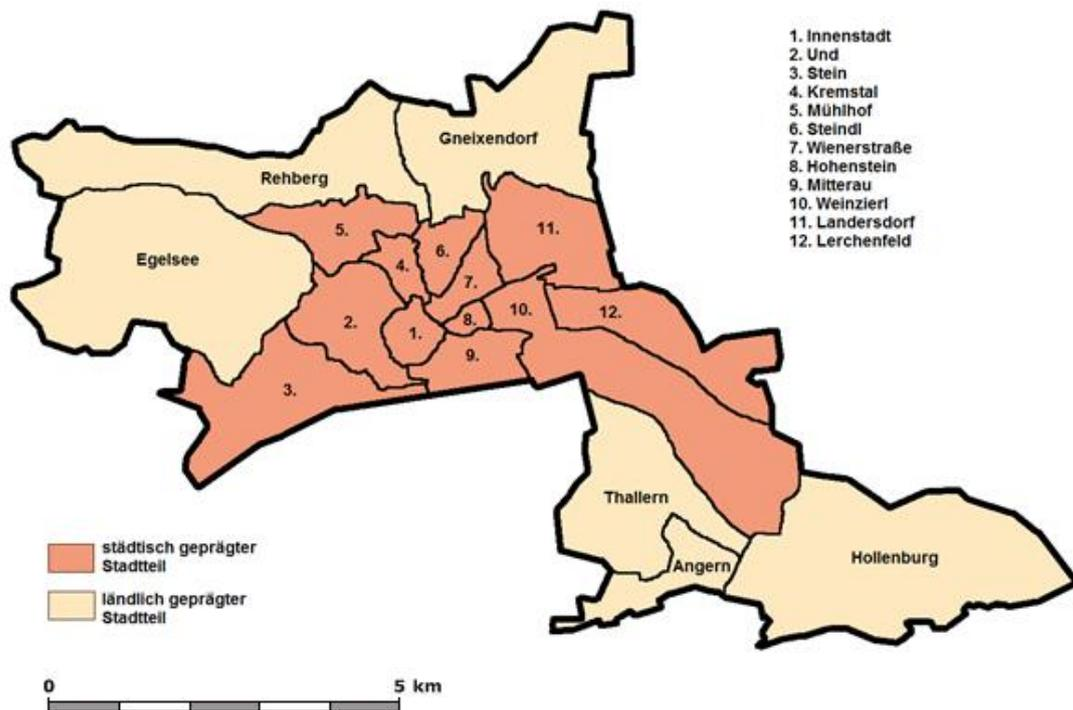 1. Innenstadt
2. Und
3. Stein
4. Kremstal
5. Mühlhof
6. Steindl
7. Wienerstraße
8. Hohenstein
9. Mitterau
10. Weinzierl
11. Landersdorf
12. Lerchenfeld
Gneixendorf
Rehberg
Egelsee
5.
6.
11.
4.
7.
2.
1.
8.
10.
12.
9.
3.
Thallern
Angern
Hollenburg
städtisch geprägter
Stadtteil
ländlich geprägter
Stadtteil
0 5 km